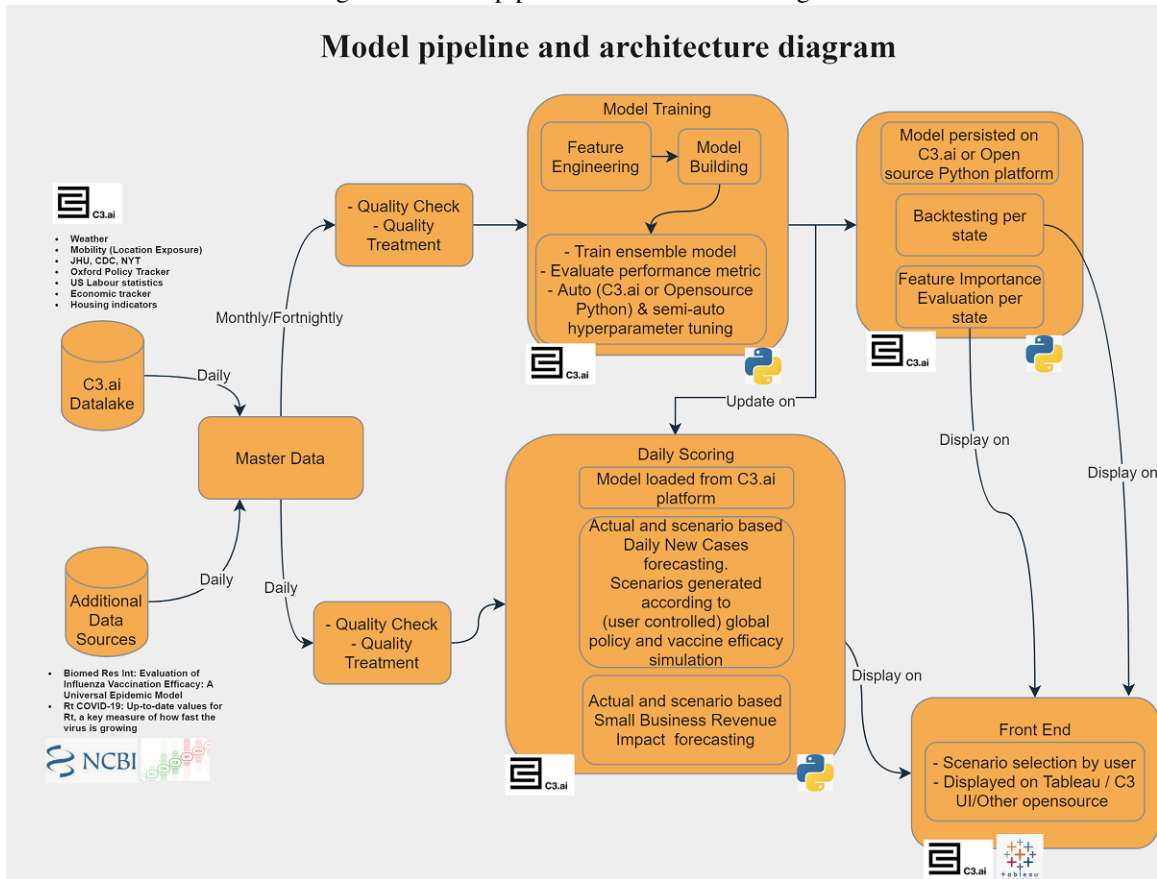 Model pipeline and architecture diagram
C3.ai
• Weather
• Mobility (Location Exposure)
• JHU, CDC, NYT
• Oxford Policy Tracker
• US Labour statistics
• Economic tracker
• Housing indicators
C3.ai
Datalake
Daily
Master Data
Additional
Data
Sources
Daily
• Biomed Res Int: Evaluation of
Influenza Vaccination Efficacy: A
Universal Epidemic Model
• Rt COVID-19: Up-to-date values for
Rt, a key measure of how fast the
virus is growing
NCBI
Monthly/Fortnightly
- Quality Check
- Quality
Treatment
Daily
- Quality Check
- Quality
Treatment
Model Training
Feature
Engineering
Model
Building
- Train ensemble model
- Evaluate performance metric
- Auto (C3.ai or Opensource
Python) & semi-auto
hyperparameter tuning
C3.ai
Update on
Model persisted on
C3.ai or Open
source Python platform
Backtesting per
state
Feature Importance
Evaluation per
state
C3.ai
Display on
Display on
Daily Scoring
Model loaded from C3.ai
platform
Actual and scenario based
Daily New Cases
forecasting.
Scenarios generated
according to
(user controlled) global
policy and vaccine efficacy
simulation
Actual and scenario based
Small Business Revenue
Impact forecasting
C3.ai
Display on
Front End
- Scenario selection by user
- Displayed on Tableau / C3
UI/Other opensource
C3.ai
tableau